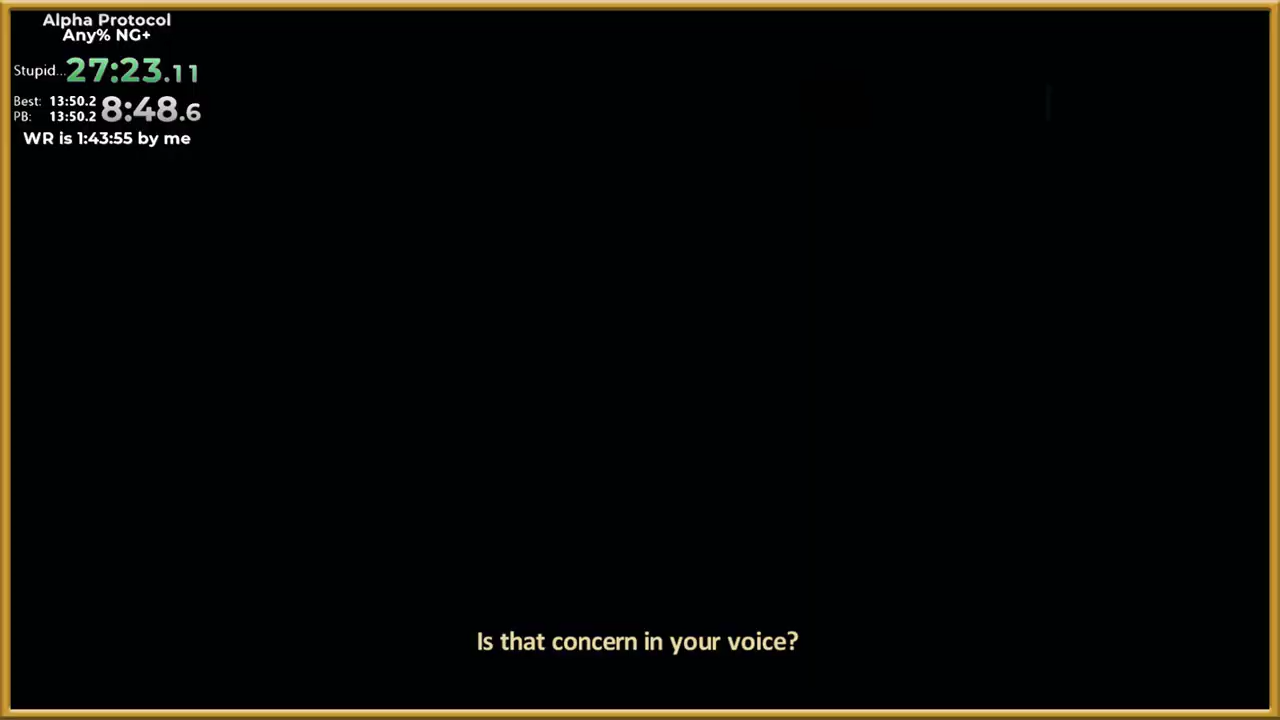 Alpha Protocol
Any% NG+
Stupid... 27:23.11
Best: 13:50.2
PB: 13:50.2
8:48.6
WR is 1:43:55 by me
Is that concern in your voice?